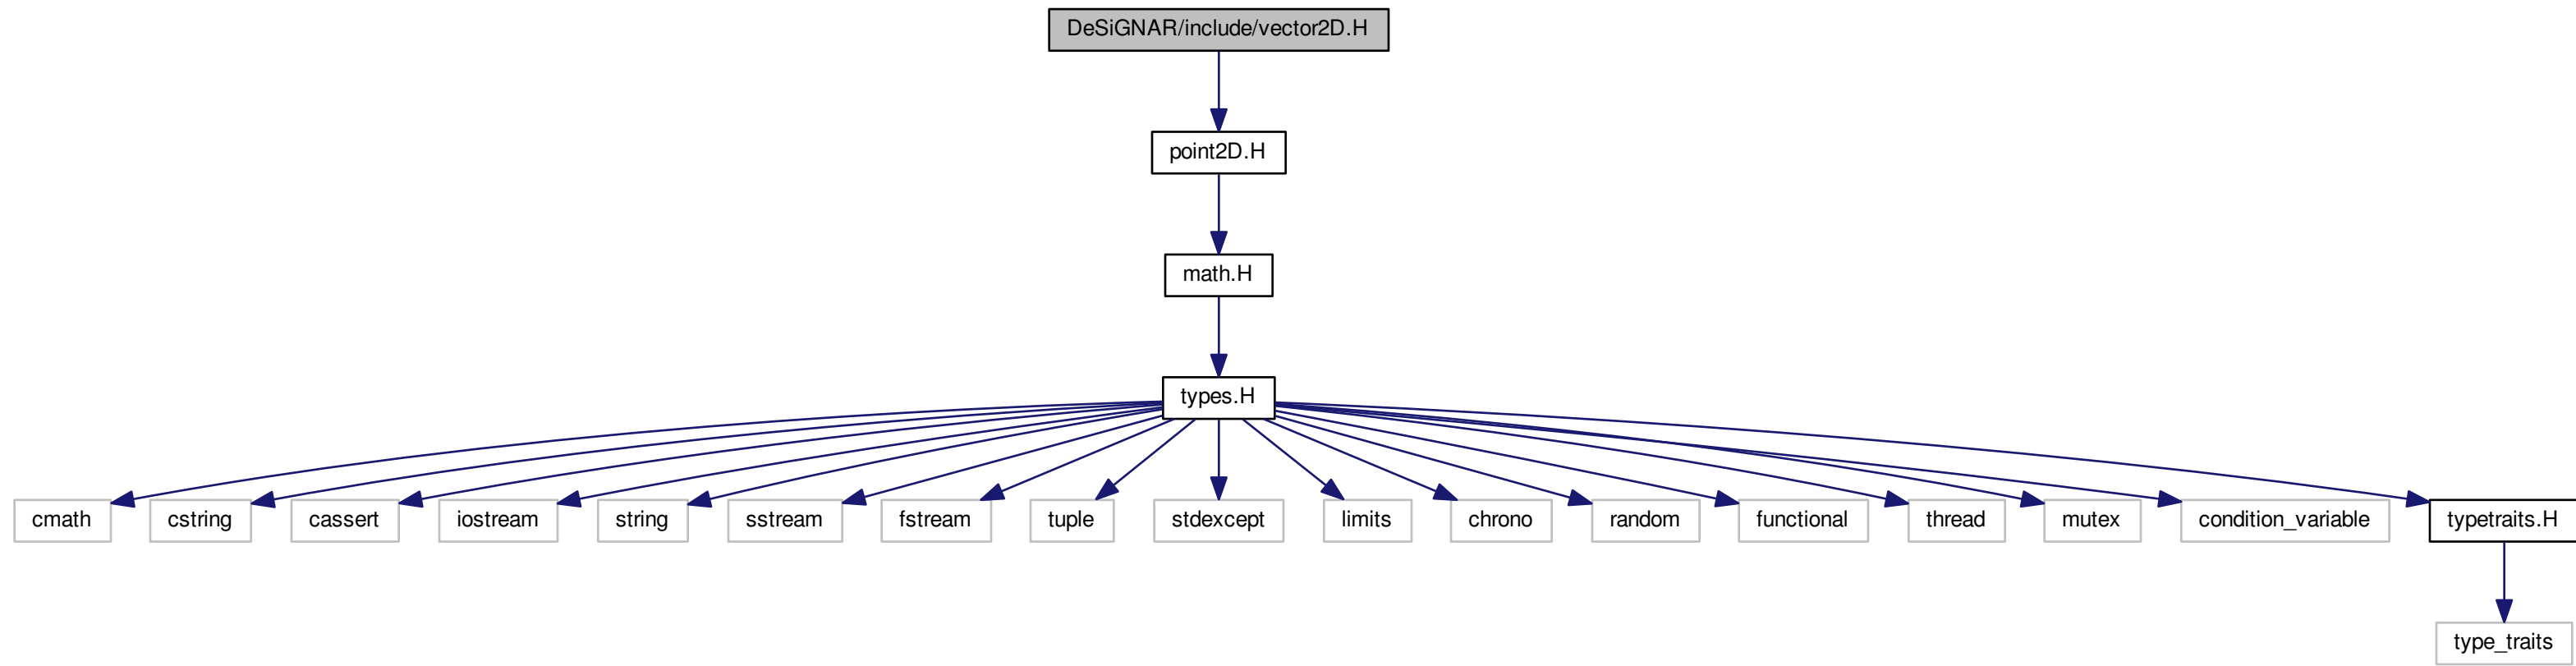 DeSiGNAR/include/vector2D.H
point2D.H
math.H
types.H
cmath
cstring
cassert
iostream
string
sstream
fstream
tuple
stdexcept
limits
chrono
random
functional
thread
mutex
condition_variable
typetraits.H
type_traits